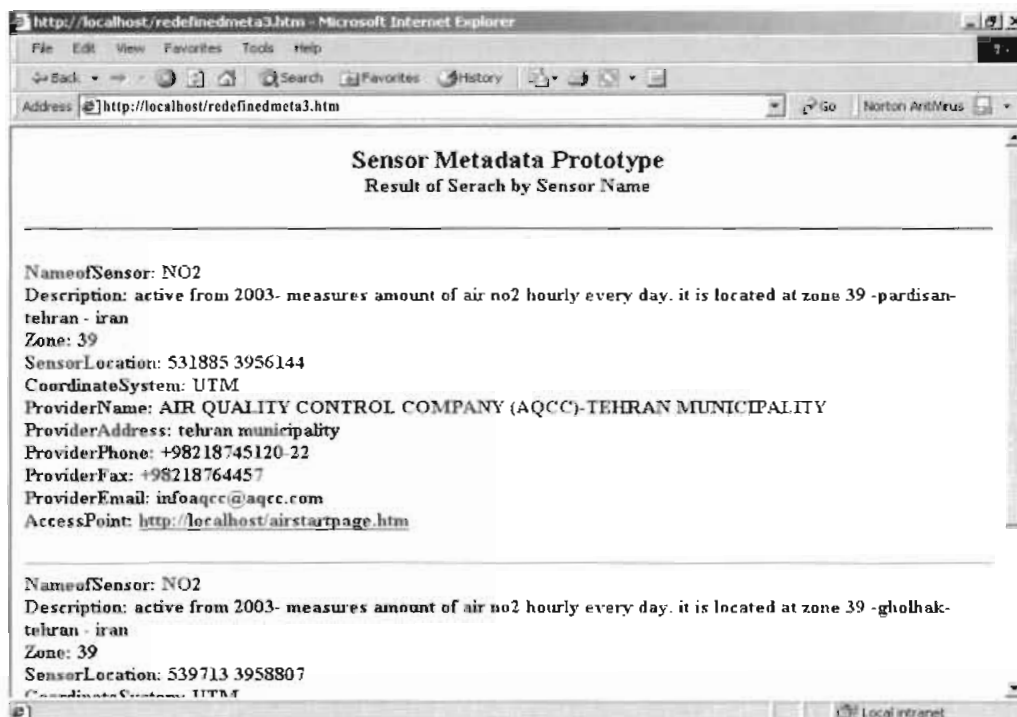 http://localhost/redefinedmeta3.htm - Microsoft Internet Explorer
File Edit View Favorites Tools Help
Back Search Favorites History
Address http://localhost/redefinedmeta3.htm Go Norton AntiVirus
Sensor Metadata Prototype
Result of Serach by Sensor Name
NameofSensor: NO2
Description: active from 2003- measures amount of air no2 hourly every day. it is located at zone 39 -pardisan-
tehran - iran
Zone: 39
SensorLocation: 531885 3956144
CoordinateSystem: UTM
ProviderName: AIR QUALITY CONTROL COMPANY (AQCC)-TEHRAN MUNICIPALITY
ProviderAddress: tehran municipality
ProviderPhone: +98218745120-22
ProviderFax: +98218764457
ProviderEmail: infoaqcc@aqcc.com
AccessPoint: http://localhost/airstartpage.htm
NameofSensor: NO2
Description: active from 2003- measures amount of air no2 hourly every day. it is located at zone 39 -gholhak-
tehran - iran
Zone: 39
SensorLocation: 539713 3958807
CoordinateSystem: UTM
Local intranet